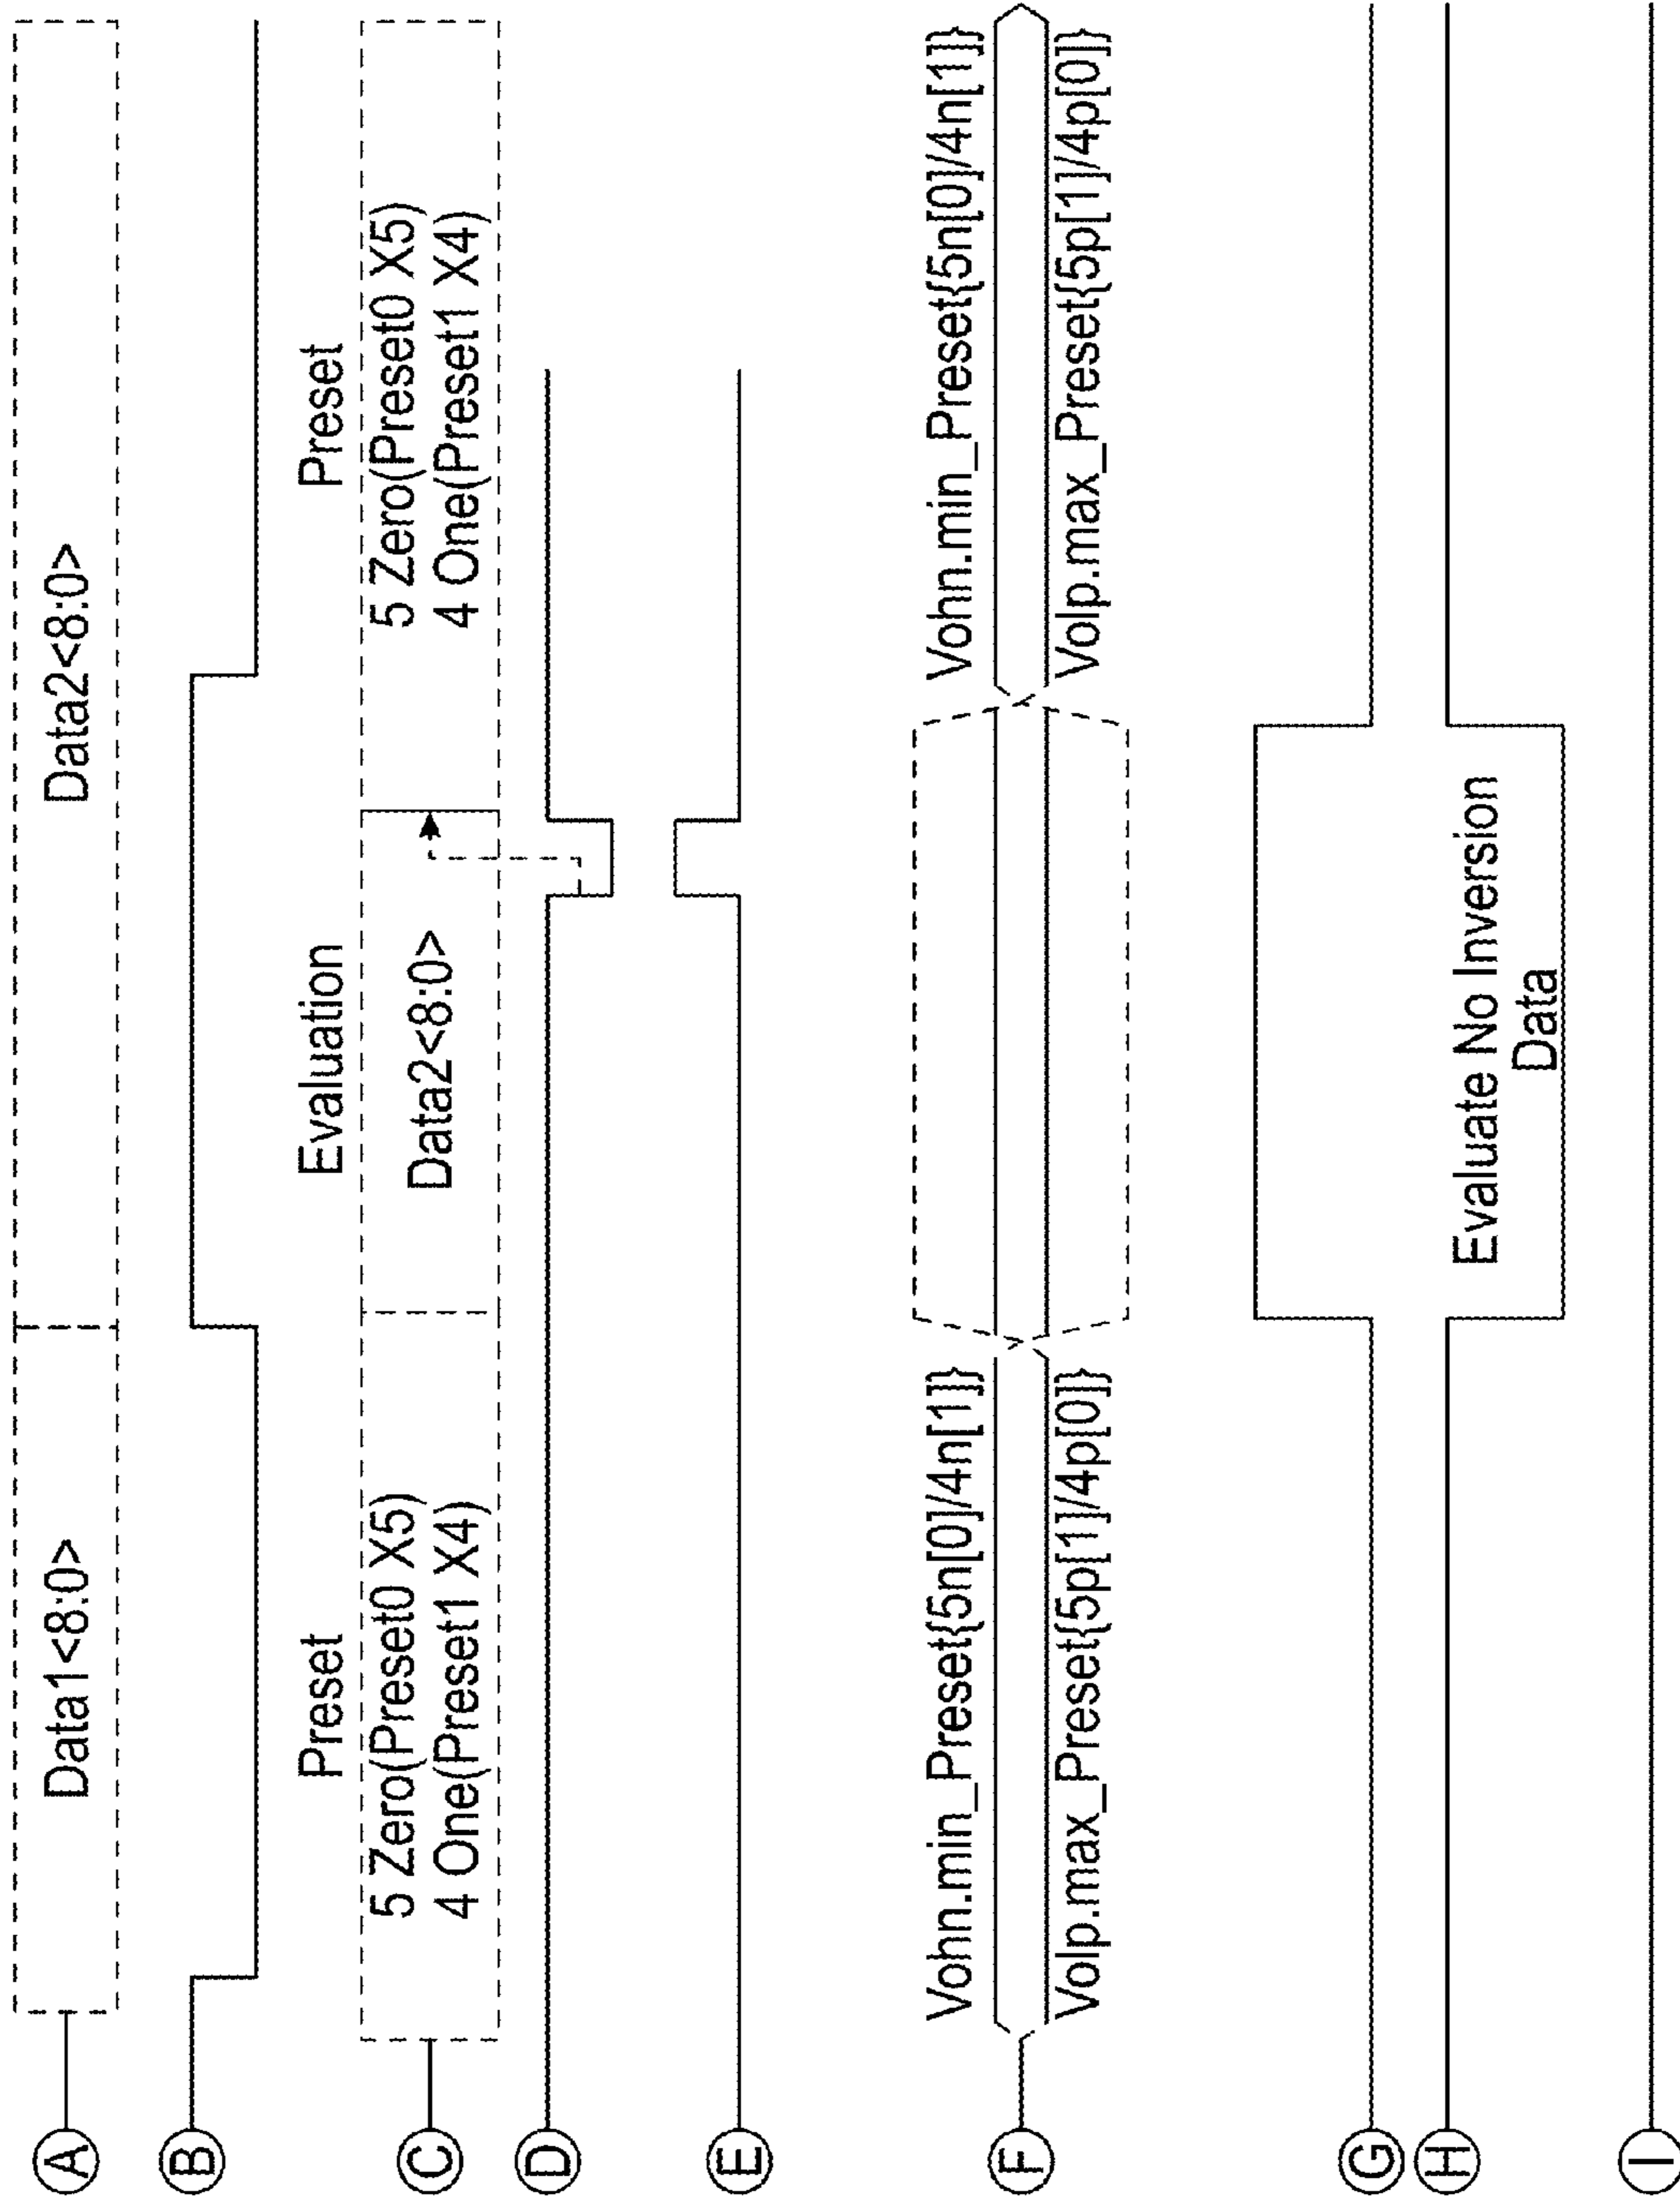 A
Data1<8:0>
Data2<8:0>
B
Preset
Evaluation
Preset
C
5 Zero(Preset0 X5)
4 One(Preset1 X4)
Data2<8:0>
5 Zero(Preset0 X5)
4 One(Preset1 X4)
D
E
F
Vohn.min_Preset{5n[0]/4n[1]}
Vohn.min_Preset{5n[0]/4n[1]}
Volp.max_Preset{5p[1]/4p[0]}
Volp.max_Preset{5p[1]/4p[0]}
G
H
Evaluate No Inversion
Data
I